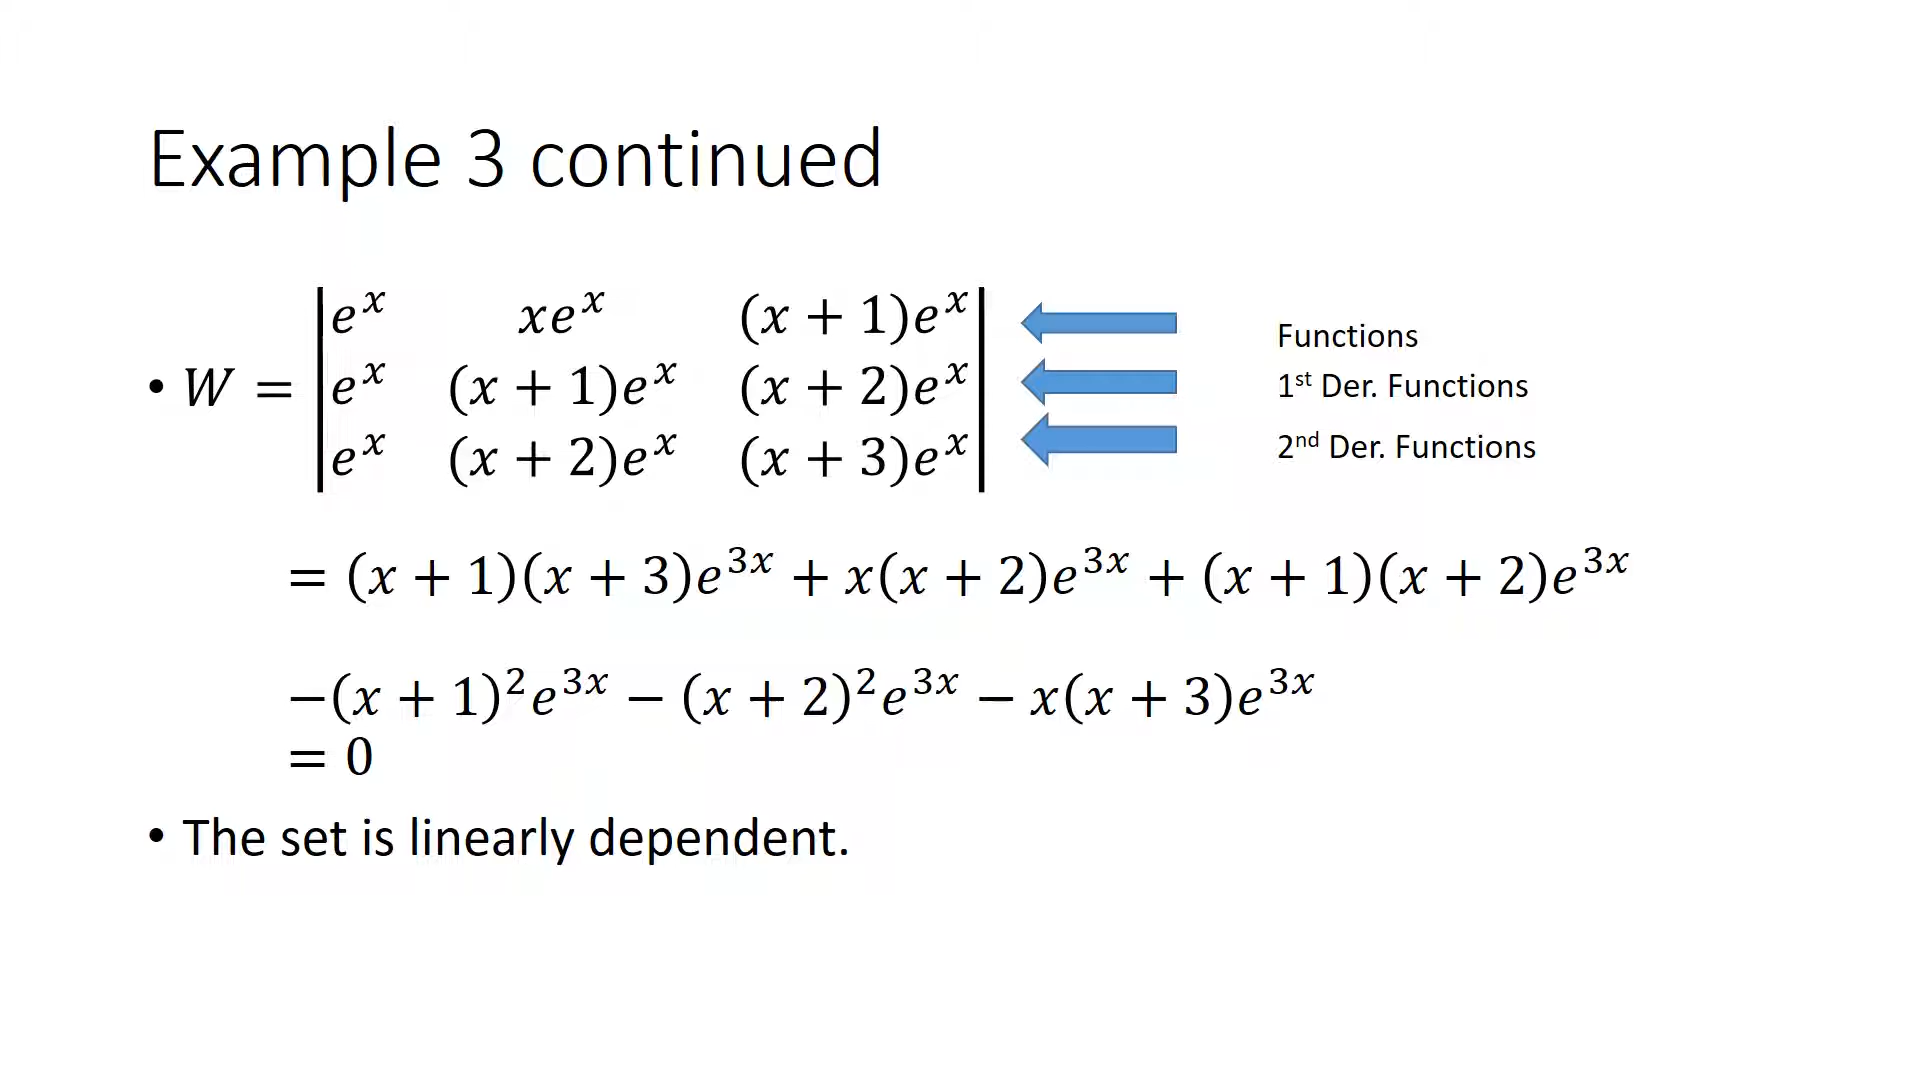 Example 3 continued
• W = | e^x xe^x (x + 1)e^x | Functions
| e^x (x + 1)e^x (x + 2)e^x | 1st Der. Functions
| e^x (x + 2)e^x (x + 3)e^x | 2nd Der. Functions
= (x + 1)(x + 3)e^{3x} + x(x + 2)e^{3x} + (x + 1)(x + 2)e^{3x}
−(x + 1)^2e^{3x} − (x + 2)^2e^{3x} − x(x + 3)e^{3x}
= 0
• The set is linearly dependent.